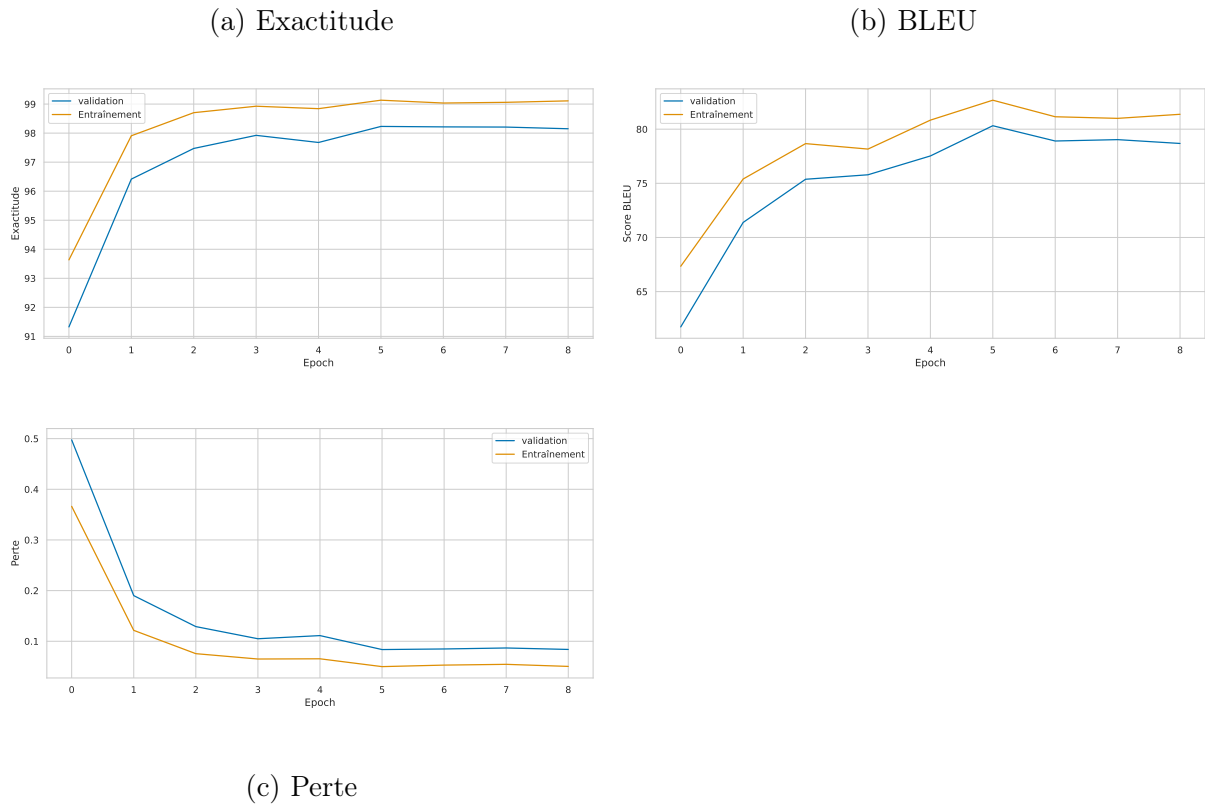 (a) Exactitude
(b) BLEU
validation
Entraînement
99
98
97
96
95
94
93
92
91
Exactitude
0 1 2 3 4 5 6 7 8
Epoch
validation
Entraînement
80
75
70
65
Score BLEU
0 1 2 3 4 5 6 7 8
Epoch
validation
Entraînement
0.5
0.4
0.3
0.2
0.1
Perte
0 1 2 3 4 5 6 7 8
Epoch
(c) Perte